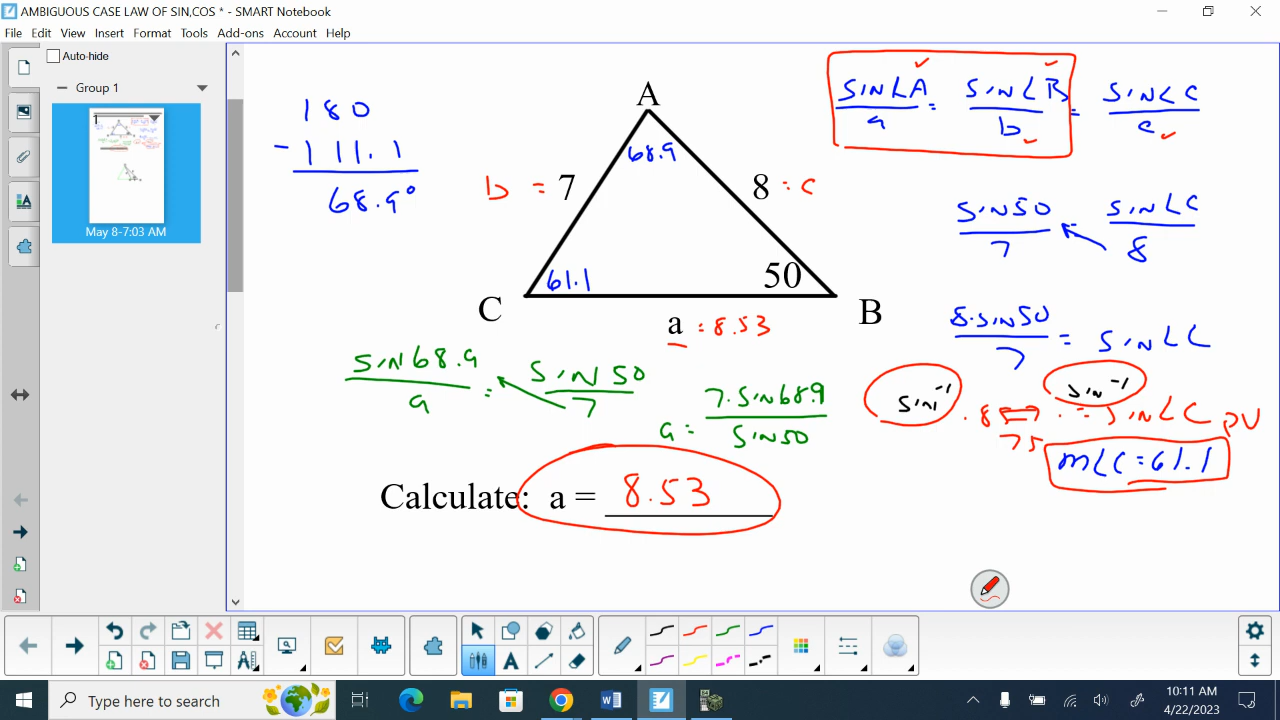 AMBIGUOUS CASE LAW OF SIN,COS * - SMART Notebook
File Edit View Insert Format Tools Add-ons Account Help
Auto-hide
Group 1
1
May 8-7:03 AM
180
- 111.1
68.9°
A
68.9
b = 7
8 = c
61.1
50
C
B
a = 8.53
sin∠A/a = sin∠B/b = sin∠C/c
sin50/7 = sin∠C/8
8·sin50/7 = sin∠C
sin⁻¹ sin⁻¹
.8 = sin∠C
75
m∠C=61.1
sin68.9/a = sin50/7
a = 7·sin68.9/sin50
Calculate: a = 8.53
A
Type here to search
10:11 AM
4/22/2023